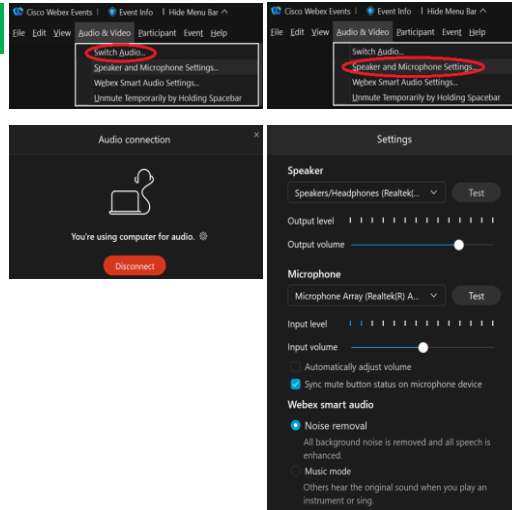 Cisco Webex Events | Event Info | Hide Menu Bar ^
File Edit View Audio & Video Participant Event Help
Switch Audio...
Speaker and Microphone Settings...
Webex Smart Audio Settings...
Unmute Temporarily by Holding Spacebar
Cisco Webex Events | Event Info | Hide Menu Bar ^
File Edit View Audio & Video Participant Event Help
Switch Audio...
Speaker and Microphone Settings...
Webex Smart Audio Settings...
Unmute Temporarily by Holding Spacebar
Audio connection
You're using computer for audio.
Disconnect
Settings
Speaker
Speakers/Headphones (Realtek(... Test
Output level
Output volume
Microphone
Microphone Array (Realtek(R) A... Test
Input level
Input volume
Automatically adjust volume
Sync mute button status on microphone device
Webex smart audio
Noise removal
All background noise is removed and all speech is
enhanced.
Music mode
Others hear the original sound when you play an
instrument or sing.